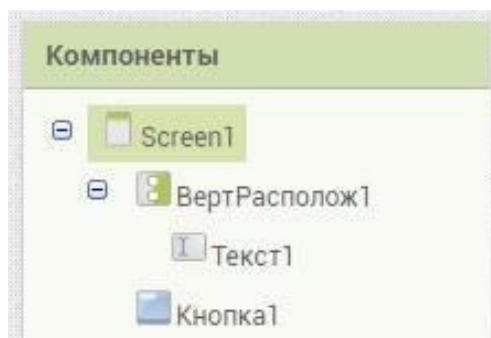 Компоненты
Screen1
ВертРасполож1
Текст1
Кнопка1